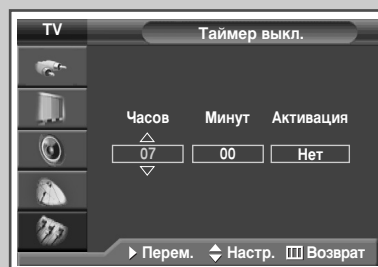 TV
Таймер выкл.
Часов Минут Активация
07 00 Нет
Перем. Настр. Возврат